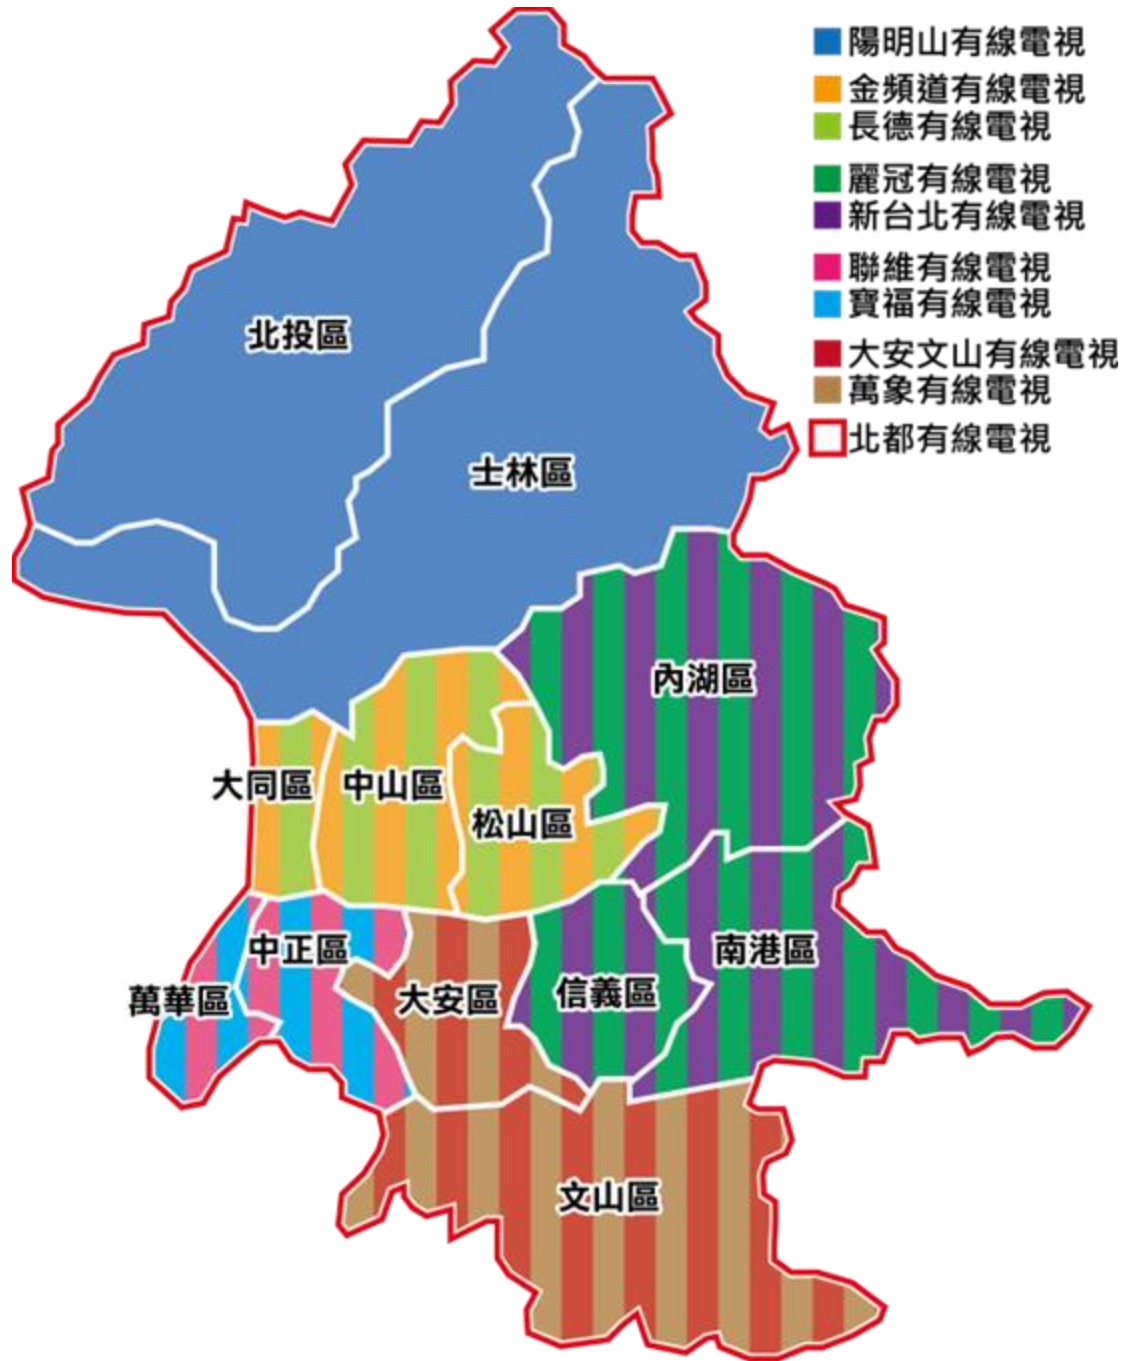 陽明山有線電視
金頻道有線電視
長德有線電視
麗冠有線電視
新台北有線電視
聯維有線電視
寶福有線電視
大安文山有線電視
萬象有線電視
北都有線電視
北投區
士林區
內湖區
大同區
中山區
松山區
中正區
南港區
萬華區
大安區
信義區
文山區